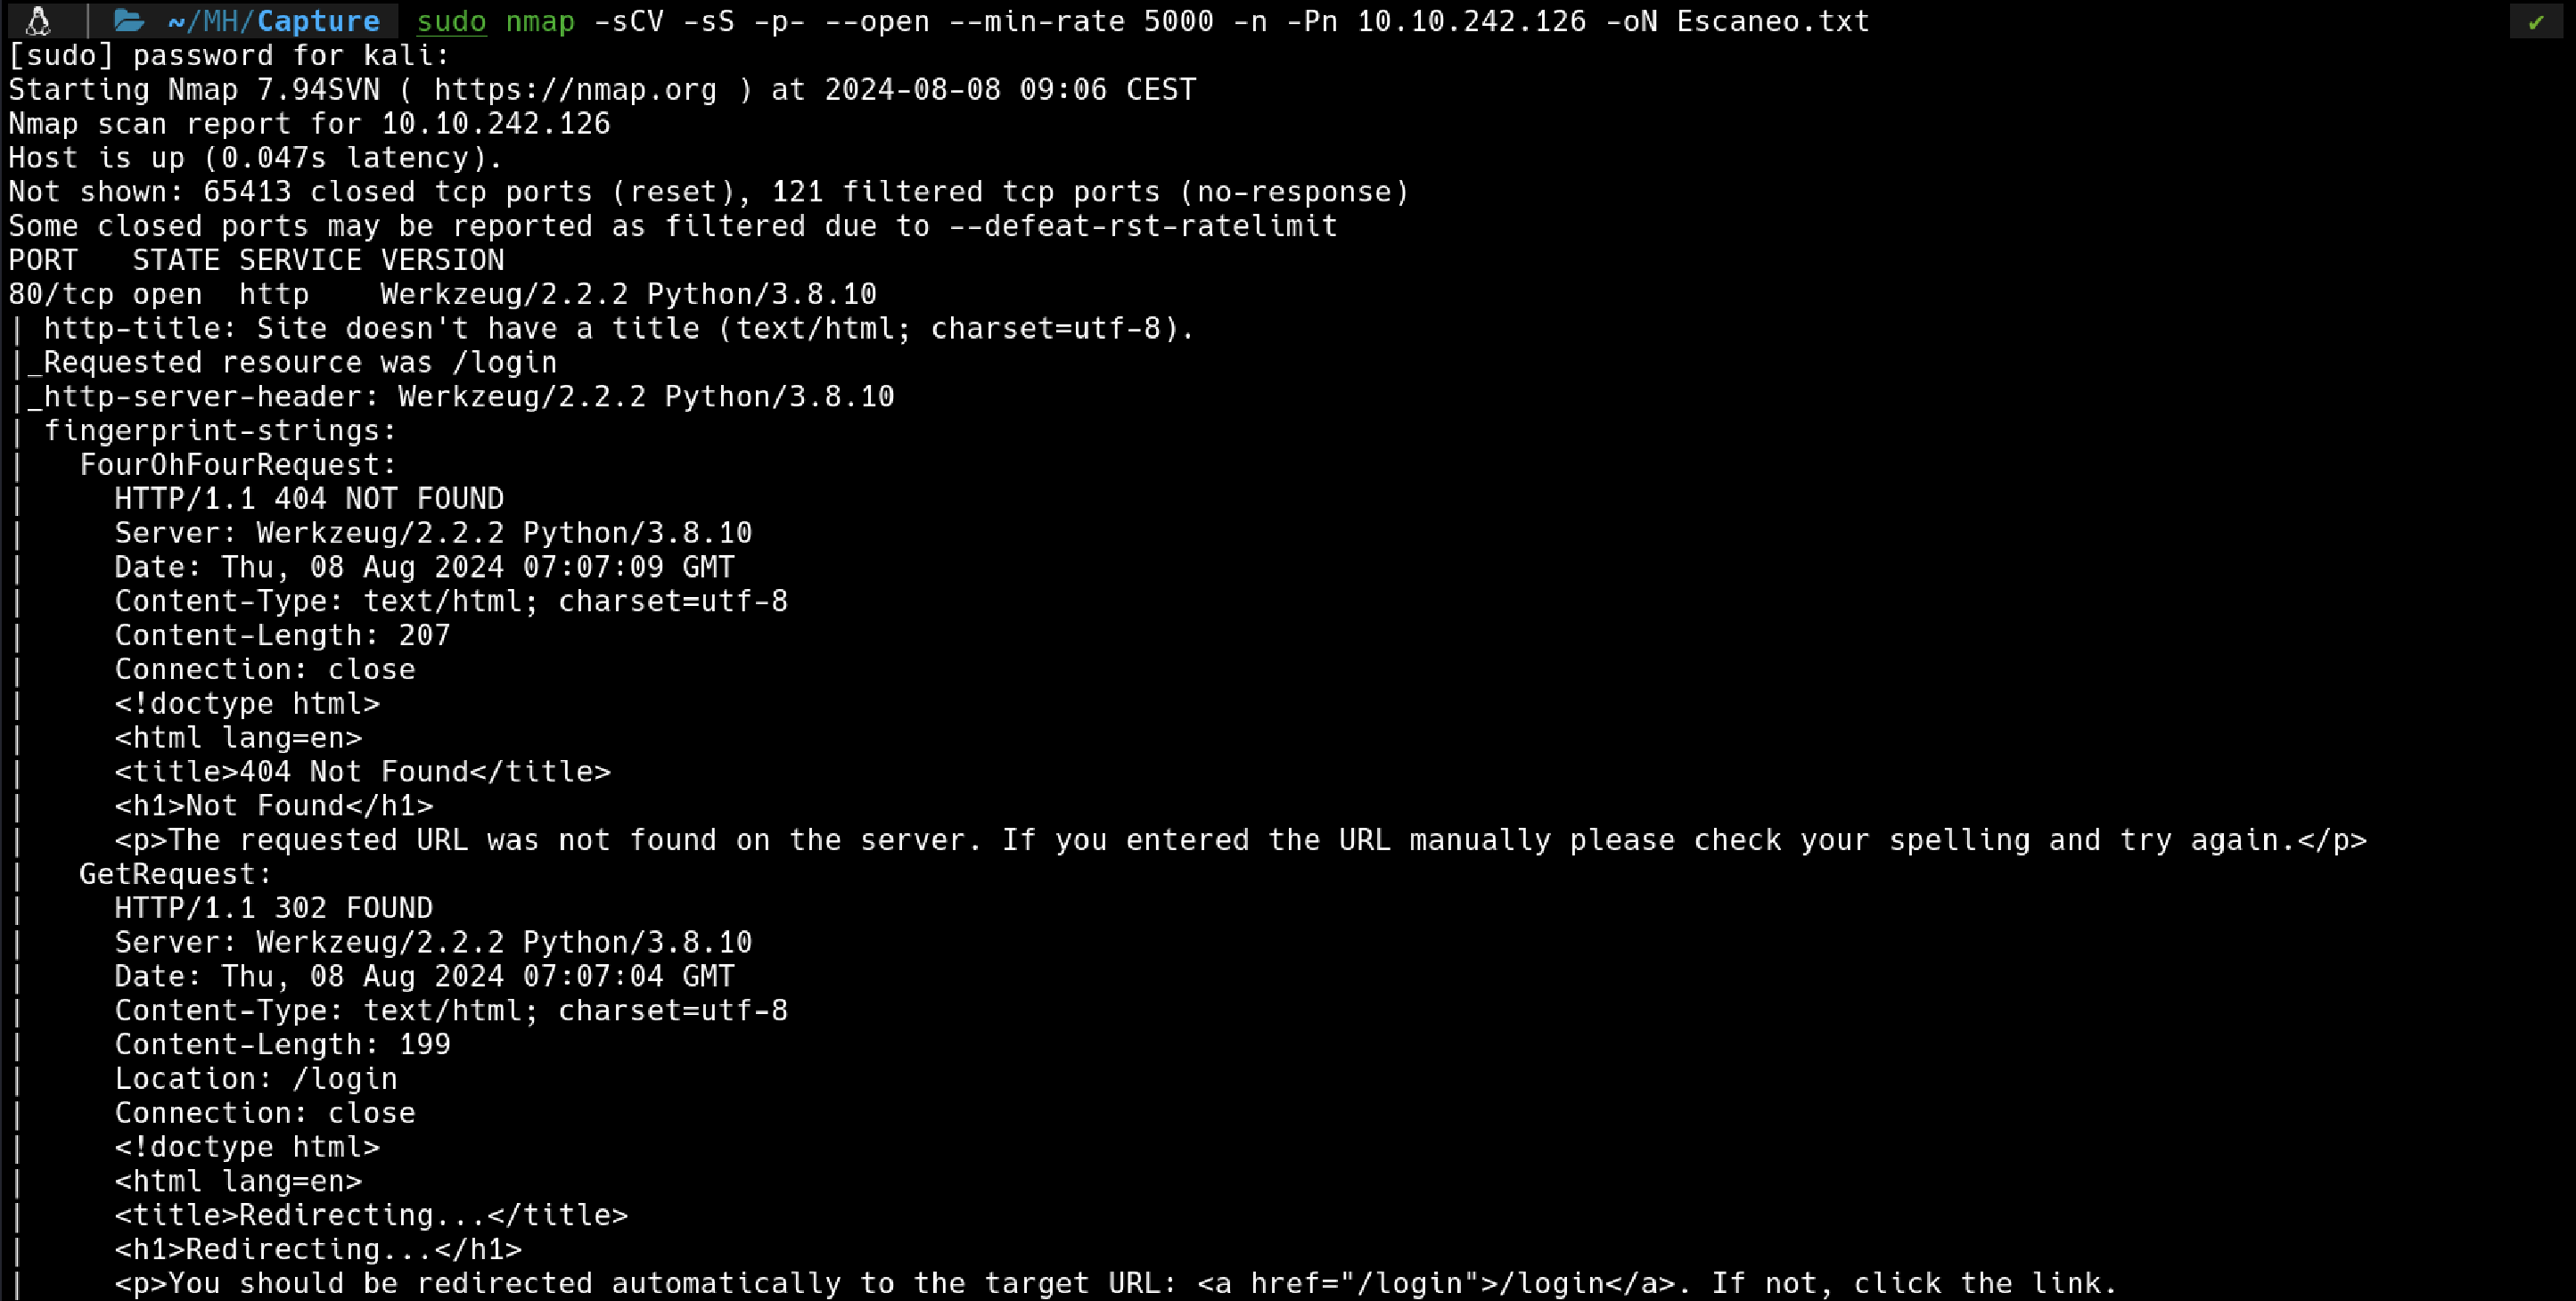 ~/MH/Capture sudo nmap -sCV -sS -p- --open --min-rate 5000 -n -Pn 10.10.242.126 -oN Escaneo.txt ✔
[sudo] password for kali:
Starting Nmap 7.94SVN ( https://nmap.org ) at 2024-08-08 09:06 CEST
Nmap scan report for 10.10.242.126
Host is up (0.047s latency).
Not shown: 65413 closed tcp ports (reset), 121 filtered tcp ports (no-response)
Some closed ports may be reported as filtered due to --defeat-rst-ratelimit
PORT   STATE SERVICE VERSION
80/tcp open  http    Werkzeug/2.2.2 Python/3.8.10
| http-title: Site doesn't have a title (text/html; charset=utf-8).
|_Requested resource was /login
|_http-server-header: Werkzeug/2.2.2 Python/3.8.10
| fingerprint-strings:
|   FourOhFourRequest:
|     HTTP/1.1 404 NOT FOUND
|     Server: Werkzeug/2.2.2 Python/3.8.10
|     Date: Thu, 08 Aug 2024 07:07:09 GMT
|     Content-Type: text/html; charset=utf-8
|     Content-Length: 207
|     Connection: close
|     <!doctype html>
|     <html lang=en>
|     <title>404 Not Found</title>
|     <h1>Not Found</h1>
|     <p>The requested URL was not found on the server. If you entered the URL manually please check your spelling and try again.</p>
|   GetRequest:
|     HTTP/1.1 302 FOUND
|     Server: Werkzeug/2.2.2 Python/3.8.10
|     Date: Thu, 08 Aug 2024 07:07:04 GMT
|     Content-Type: text/html; charset=utf-8
|     Content-Length: 199
|     Location: /login
|     Connection: close
|     <!doctype html>
|     <html lang=en>
|     <title>Redirecting...</title>
|     <h1>Redirecting...</h1>
|     <p>You should be redirected automatically to the target URL: <a href="/login">/login</a>. If not, click the link.